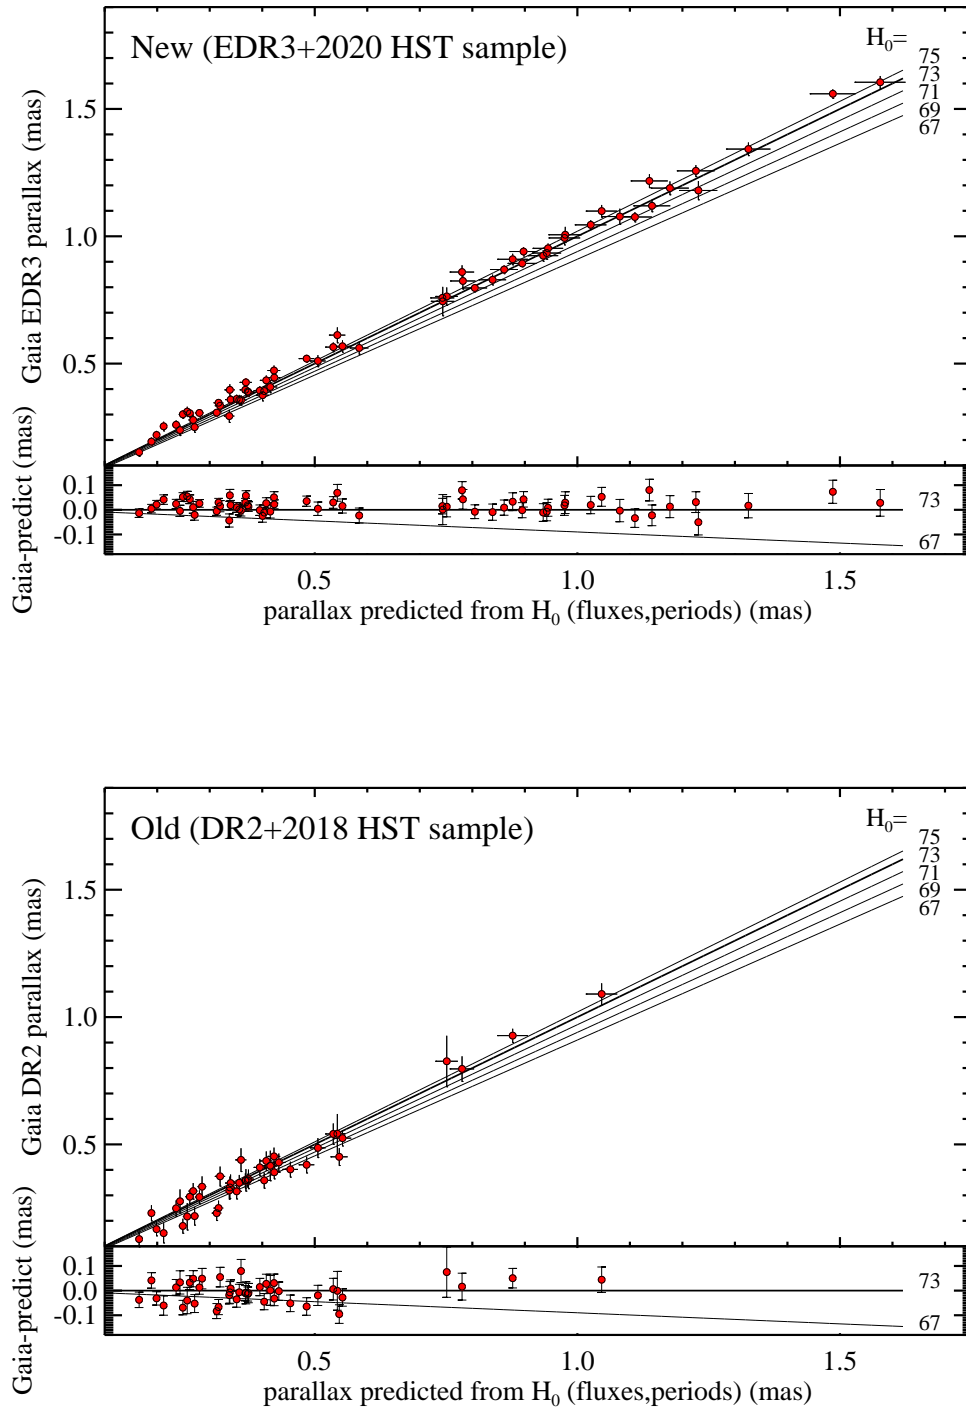 New (EDR3+2020 HST sample)
H₀=
75
73
71
69
67
1.5
1.0
0.5
Gaia EDR3 parallax (mas)
0.1
0.0
-0.1
Gaia-predict (mas)
73
67
0.5 1.0 1.5
parallax predicted from H₀ (fluxes,periods) (mas)
Old (DR2+2018 HST sample)
H₀=
75
73
71
69
67
1.5
1.0
0.5
Gaia DR2 parallax (mas)
0.1
0.0
-0.1
Gaia-predict (mas)
73
67
0.5 1.0 1.5
parallax predicted from H₀ (fluxes,periods) (mas)